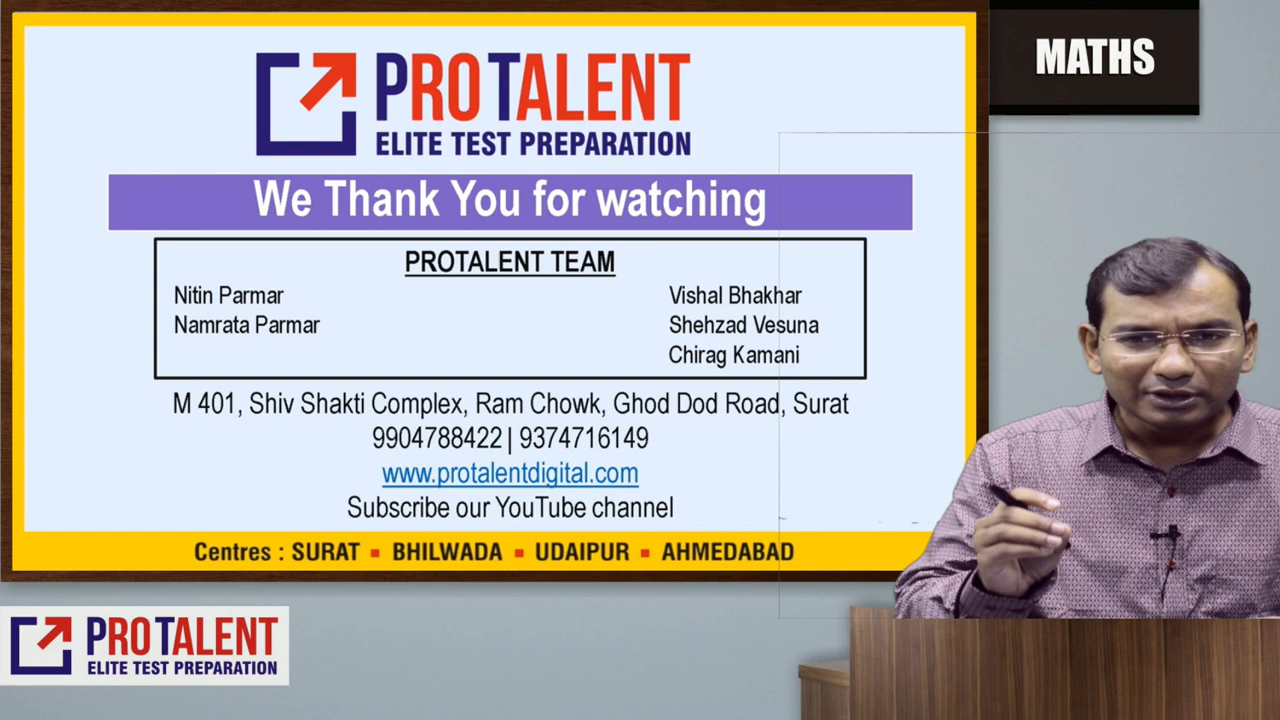 PROTALENT
ELITE TEST PREPARATION
MATHS
We Thank You for watching
PROTALENT TEAM
Nitin Parmar
Namrata Parmar
Vishal Bhakhar
Shehzad Vesuna
Chirag Kamani
M 401, Shiv Shakti Complex, Ram Chowk, Ghod Dod Road, Surat
9904788422 | 9374716149
www.protalentdigital.com
Subscribe our YouTube channel
Centres : SURAT ▪ BHILWADA ▪ UDAIPUR ▪ AHMEDABAD
PROTALENT
ELITE TEST PREPARATION